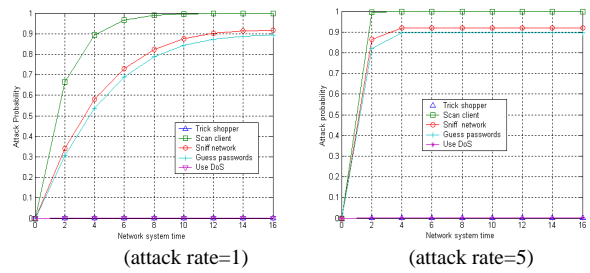 1
0.9
0.8
0.7
0.6
0.5
0.4
0.3
0.2
0.1
0
Attack Probability
Trick shopper
Scan client
Sniff network
Guess passwords
Use DoS
0 2 4 6 8 10 12 14 16
Network system time
(attack rate=1)
1
0.9
0.8
0.7
0.6
0.5
0.4
0.3
0.2
0.1
0
Attack probability
Trick shopper
Scan client
Sniff network
Guess passwords
Use DoS
0 2 4 6 8 10 12 14 16
Network system time
(attack rate=5)